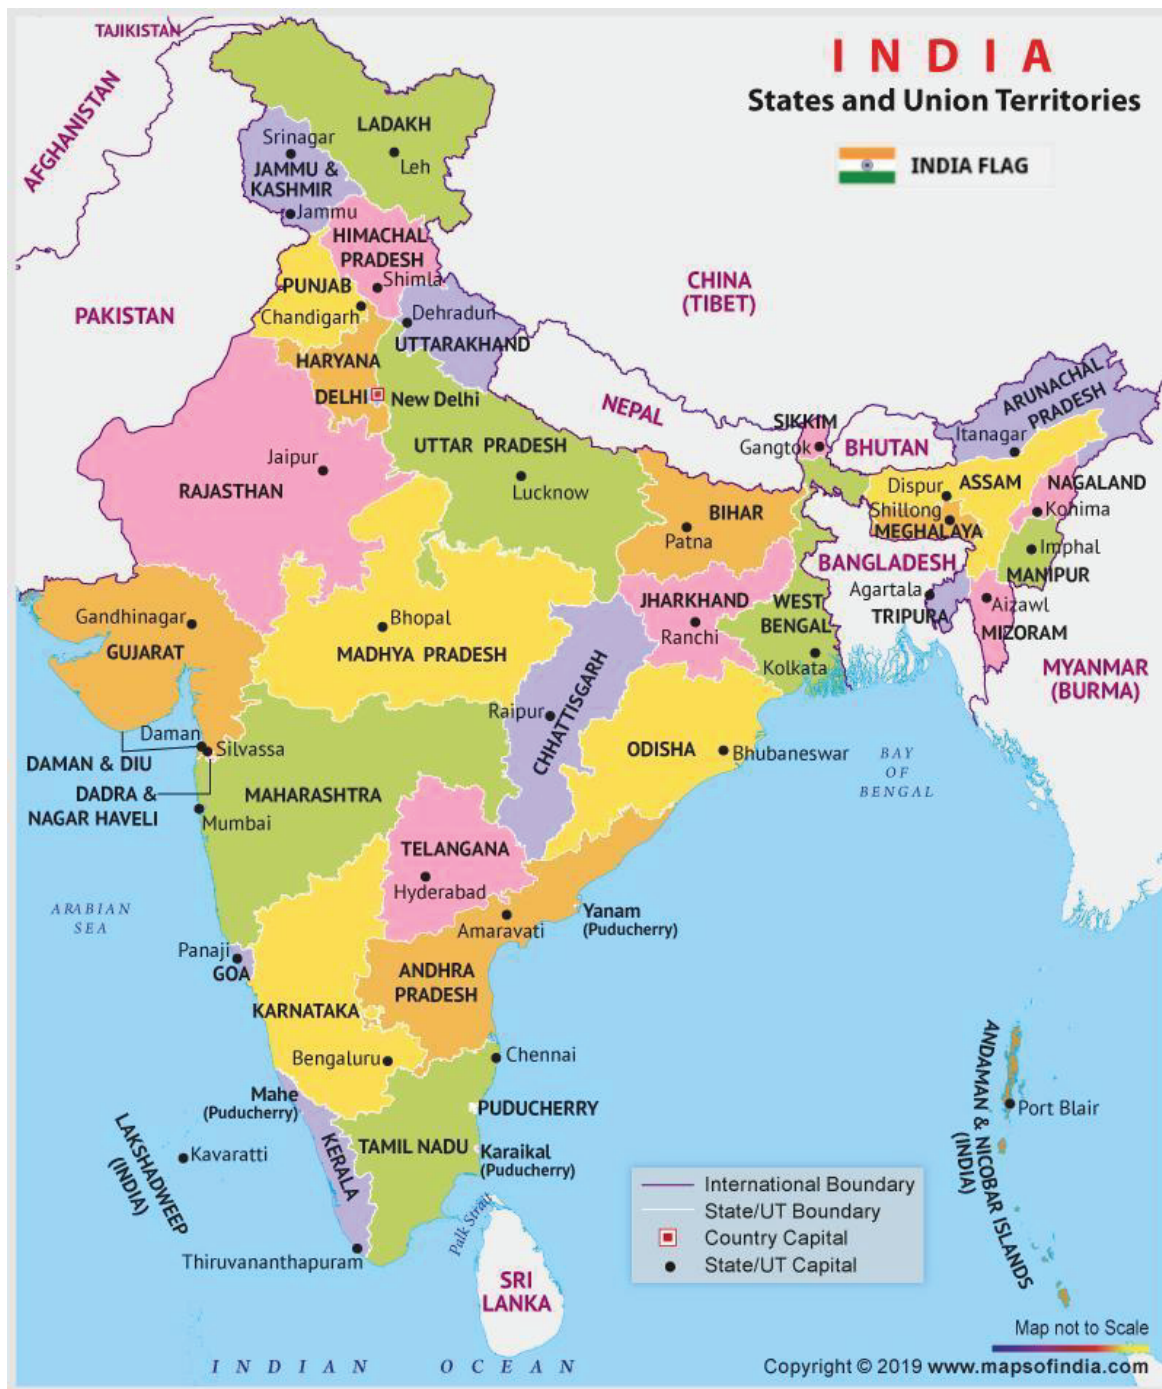 INDIA
States and Union Territories
INDIA FLAG
TAJIKISTAN
AFGHANISTAN
PAKISTAN
CHINA
(TIBET)
NEPAL
BHUTAN
BANGLADESH
MYANMAR
(BURMA)
SRI
LANKA
LADAKH
Leh
Srinagar
JAMMU &
KASHMIR
Jammu
HIMACHAL
PRADESH
Shimla
PUNJAB
Chandigarh
Dehradun
UTTARAKHAND
HARYANA
DELHI
New Delhi
UTTAR PRADESH
Lucknow
Jaipur
RAJASTHAN
SIKKIM
Gangtok
ARUNACHAL
PRADESH
Itanagar
Dispur
ASSAM
NAGALAND
Kohima
Shillong
MEGHALAYA
Imphal
MANIPUR
Agartala
TRIPURA
Aizawl
MIZORAM
BIHAR
Patna
JHARKHAND
Ranchi
WEST
BENGAL
Kolkata
Gandhinagar
GUJARAT
Bhopal
MADHYA PRADESH
Raipur
CHHATTISGARH
ODISHA
Bhubaneswar
Daman
Silvassa
DAMAN & DIU
DADRA &
NAGAR HAVELI
MAHARASHTRA
Mumbai
TELANGANA
Hyderabad
BAY
OF
BENGAL
ARABIAN
SEA
Amaravati
Yanam
(Puducherry)
Panaji
GOA
ANDHRA
PRADESH
KARNATAKA
Bengaluru
Chennai
Mahe
(Puducherry)
PUDUCHERRY
KERALA
TAMIL NADU
Karaikal
(Puducherry)
LAKSHADWEEP
(INDIA)
Kavaratti
Thiruvananthapuram
Palk Strait
ANDAMAN & NICOBAR ISLANDS
(INDIA)
Port Blair
International Boundary
State/UT Boundary
Country Capital
State/UT Capital
INDIAN OCEAN
Map not to Scale
Copyright © 2019 www.mapsofindia.com